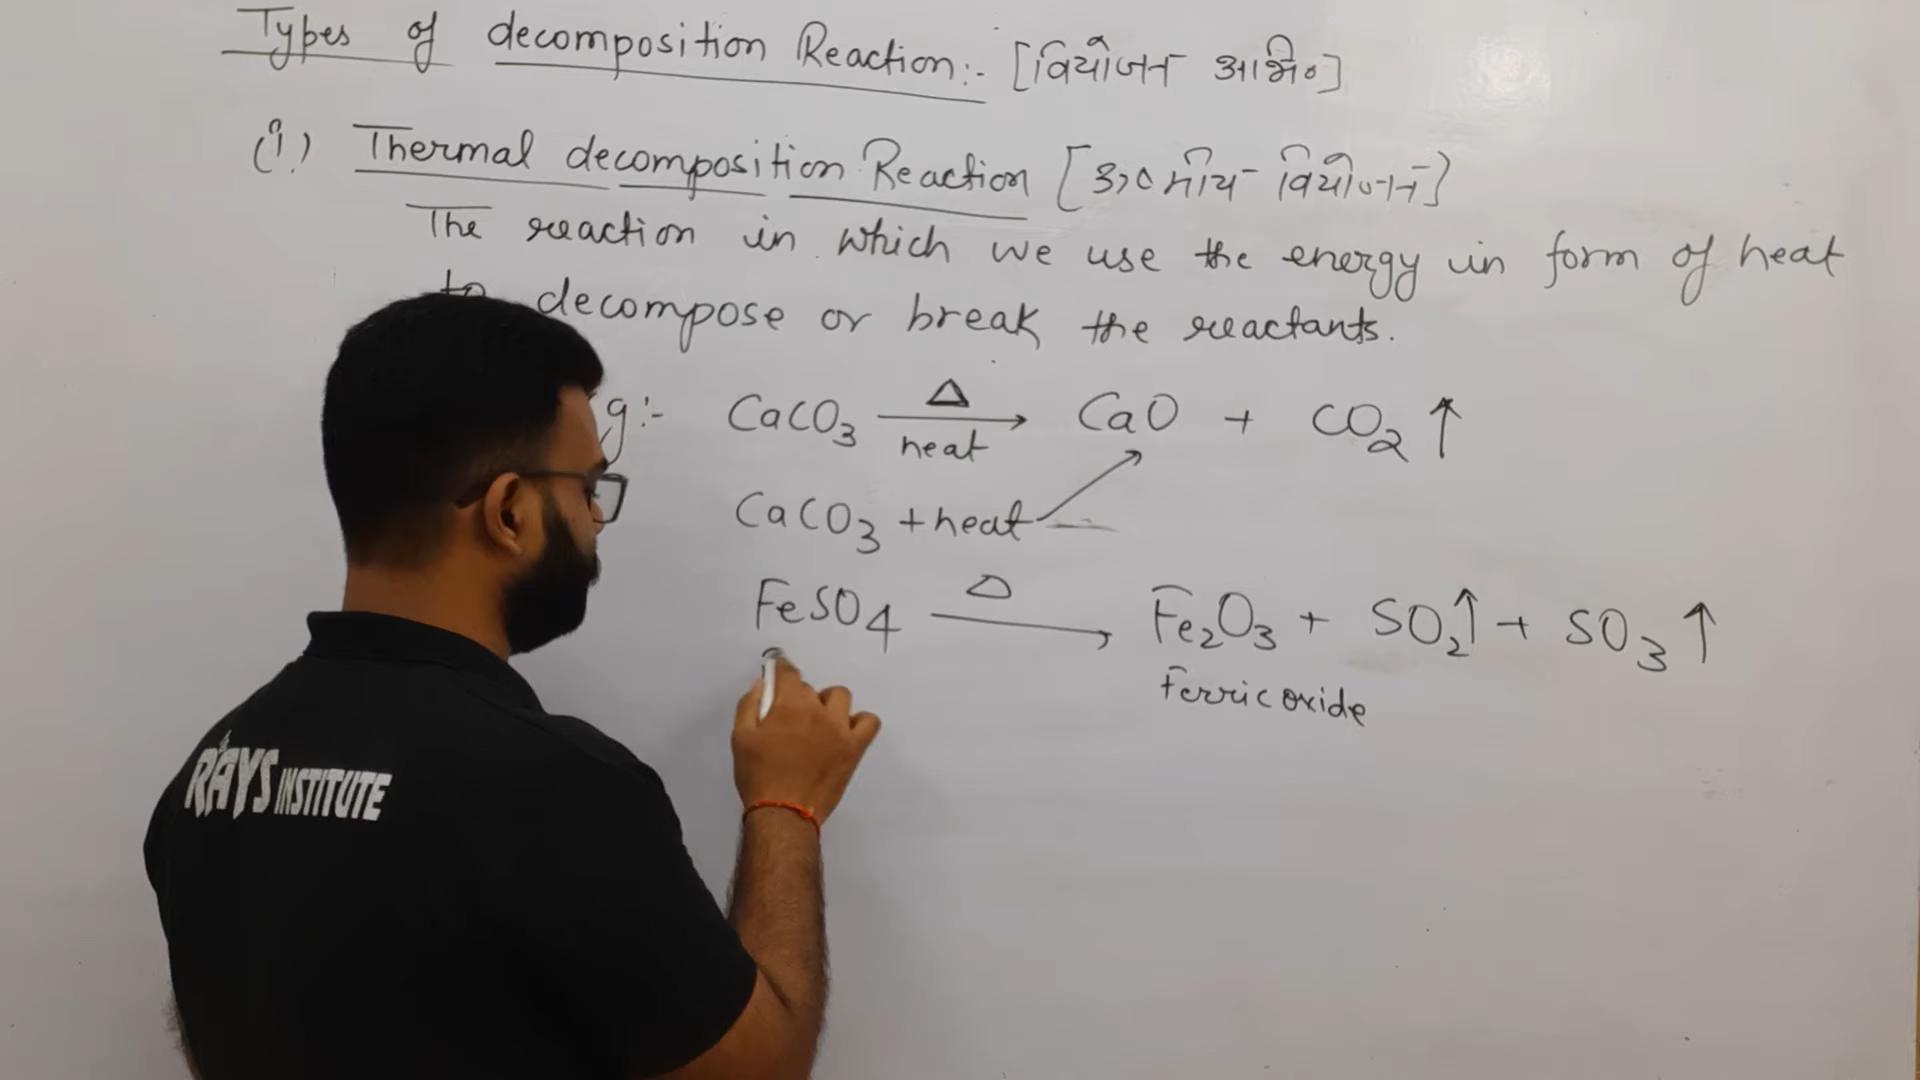 Types of decomposition Reaction:- [वियोजन अभि०]
(i) Thermal decomposition Reaction [ऊष्मीय वियोजन]
The reaction in which we use the energy in form of heat
to decompose or break the reactants.
g:- CaCO₃ —Δ→ CaO + CO₂ ↑
heat
CaCO₃ + heat
FeSO₄ —Δ→ Fe₂O₃ + SO₂↑ + SO₃ ↑
Ferric oxide
RAYS INSTITUTE